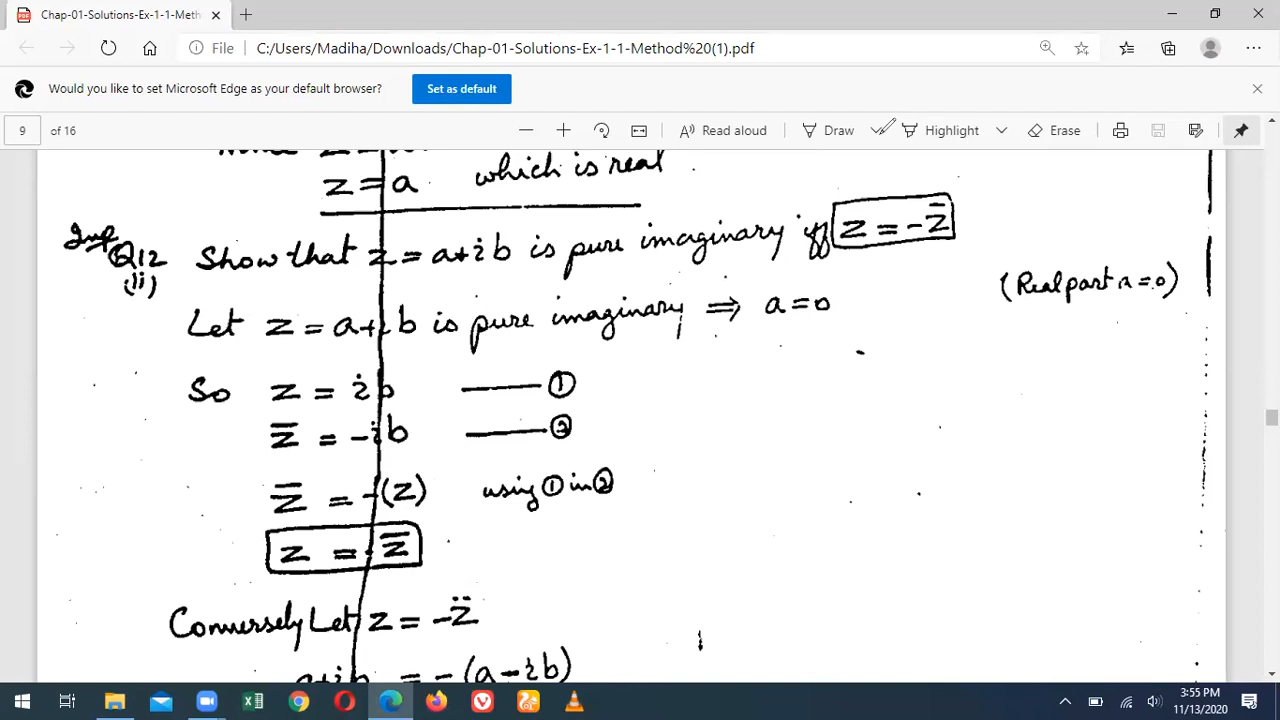 Chap-01-Solutions-Ex-1-1-Meth
File C:/Users/Madiha/Downloads/Chap-01-Solutions-Ex-1-1-Method%20(1).pdf
Would you like to set Microsoft Edge as your default browser? Set as default
9 of 16 Read aloud Draw Highlight Erase
z = a which is real
Imp Q12 Show that z = a+ib is pure imaginary iff z = -z̄
(ii)
(Real part a = 0)
Let z = a+ib is pure imaginary ⇒ a = 0
So z = ib ——— ①
z̄ = -ib ——— ②
z̄ = -(z) using ① in ②
z = -z̄
Conversely Let z = -z̄
a+ib = -(a-ib)
3:55 PM
11/13/2020